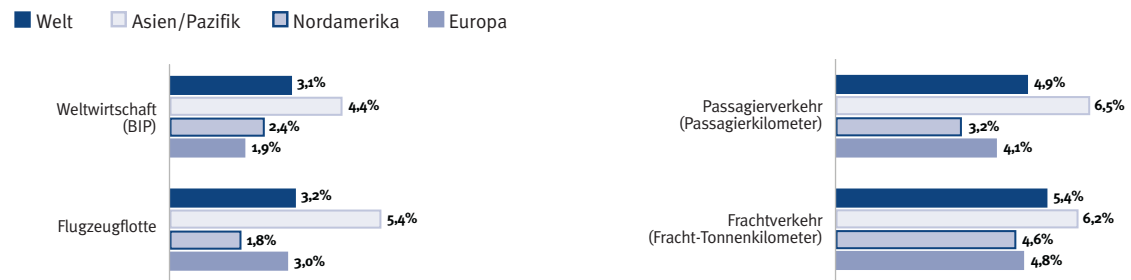 Welt Asien/Pazifik Nordamerika Europa
Weltwirtschaft
(BIP)
3,1%
4,4%
2,4%
1,9%
Flugzeugflotte
3,2%
5,4%
1,8%
3,0%
Passagierverkehr
(Passagierkilometer)
4,9%
6,5%
3,2%
4,1%
Frachtverkehr
(Fracht-Tonnenkilometer)
5,4%
6,2%
4,6%
4,8%